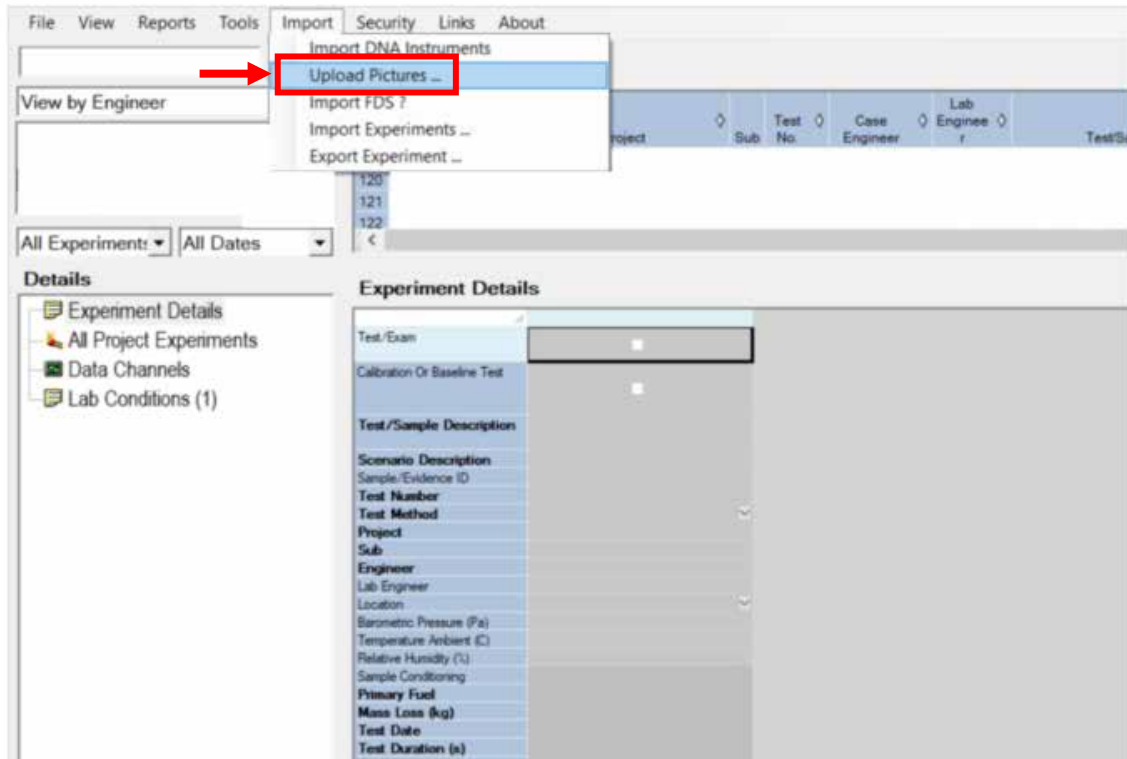 File View Reports Tools Import Security Links About
Import DNA Instruments
Upload Pictures ...
Import FDS ?
Import Experiments ...
Export Experiment ...
View by Engineer
roject Sub Test No. Case Engineer Lab Enginee r Test/S
120
121
122
All Experiment: All Dates
Details
Experiment Details
All Project Experiments
Data Channels
Lab Conditions (1)
Experiment Details
Test/Exam
Calibration Or Baseline Test
Test/Sample Description
Scenario Description
Sample/Evidence ID
Test Number
Test Method
Project
Sub
Engineer
Lab Engineer
Location
Barometric Pressure (Pa)
Temperature Ambient (C)
Relative Humidity (%)
Sample Conditioning
Primary Fuel
Mass Loss (kg)
Test Date
Test Duration (s)